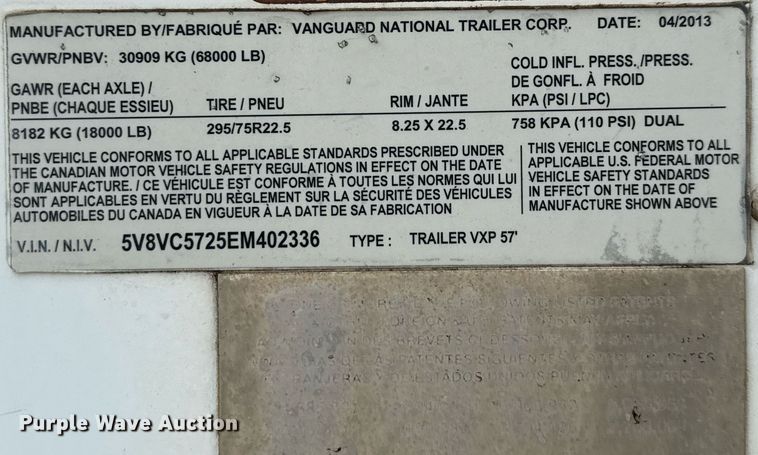 MANUFACTURED BY/FABRIQUÉ PAR: VANGUARD NATIONAL TRAILER CORP. DATE: 04/2013
GVWR/PNBV: 30909 KG (68000 LB)
COLD INFL. PRESS./PRESS.
DE GONFL. À FROID
KPA (PSI / LPC)
GAWR (EACH AXLE) /
PNBE (CHAQUE ESSIEU) TIRE / PNEU RIM / JANTE
8182 KG (18000 LB) 295/75R22.5 8.25 X 22.5 758 KPA (110 PSI) DUAL
THIS VEHICLE CONFORMS TO ALL APPLICABLE STANDARDS PRESCRIBED UNDER
THE CANADIAN MOTOR VEHICLE SAFETY REGULATIONS IN EFFECT ON THE DATE
OF MANUFACTURE. / CE VÉHICULE EST CONFORME À TOUTES LES NORMES QUI LUI
SONT APPLICABLES EN VERTU DU RÈGLEMENT SUR LA SÉCURITÉ DES VÉHICULES
AUTOMOBILES DU CANADA EN VIGUEUR À LA DATE DE SA FABRICATION
THIS VEHICLE CONFORMS TO ALL
APPLICABLE U.S. FEDERAL MOTOR
VEHICLE SAFETY STANDARDS
IN EFFECT ON THE DATE OF
MANUFACTURE SHOWN ABOVE
V.I.N. / N.I.V. 5V8VC5725EM402336 TYPE : TRAILER VXP 57'
DES BREVETS
PATENTES SIGUIENTES
ESTADOS UNIDOS
Purple Wave Auction